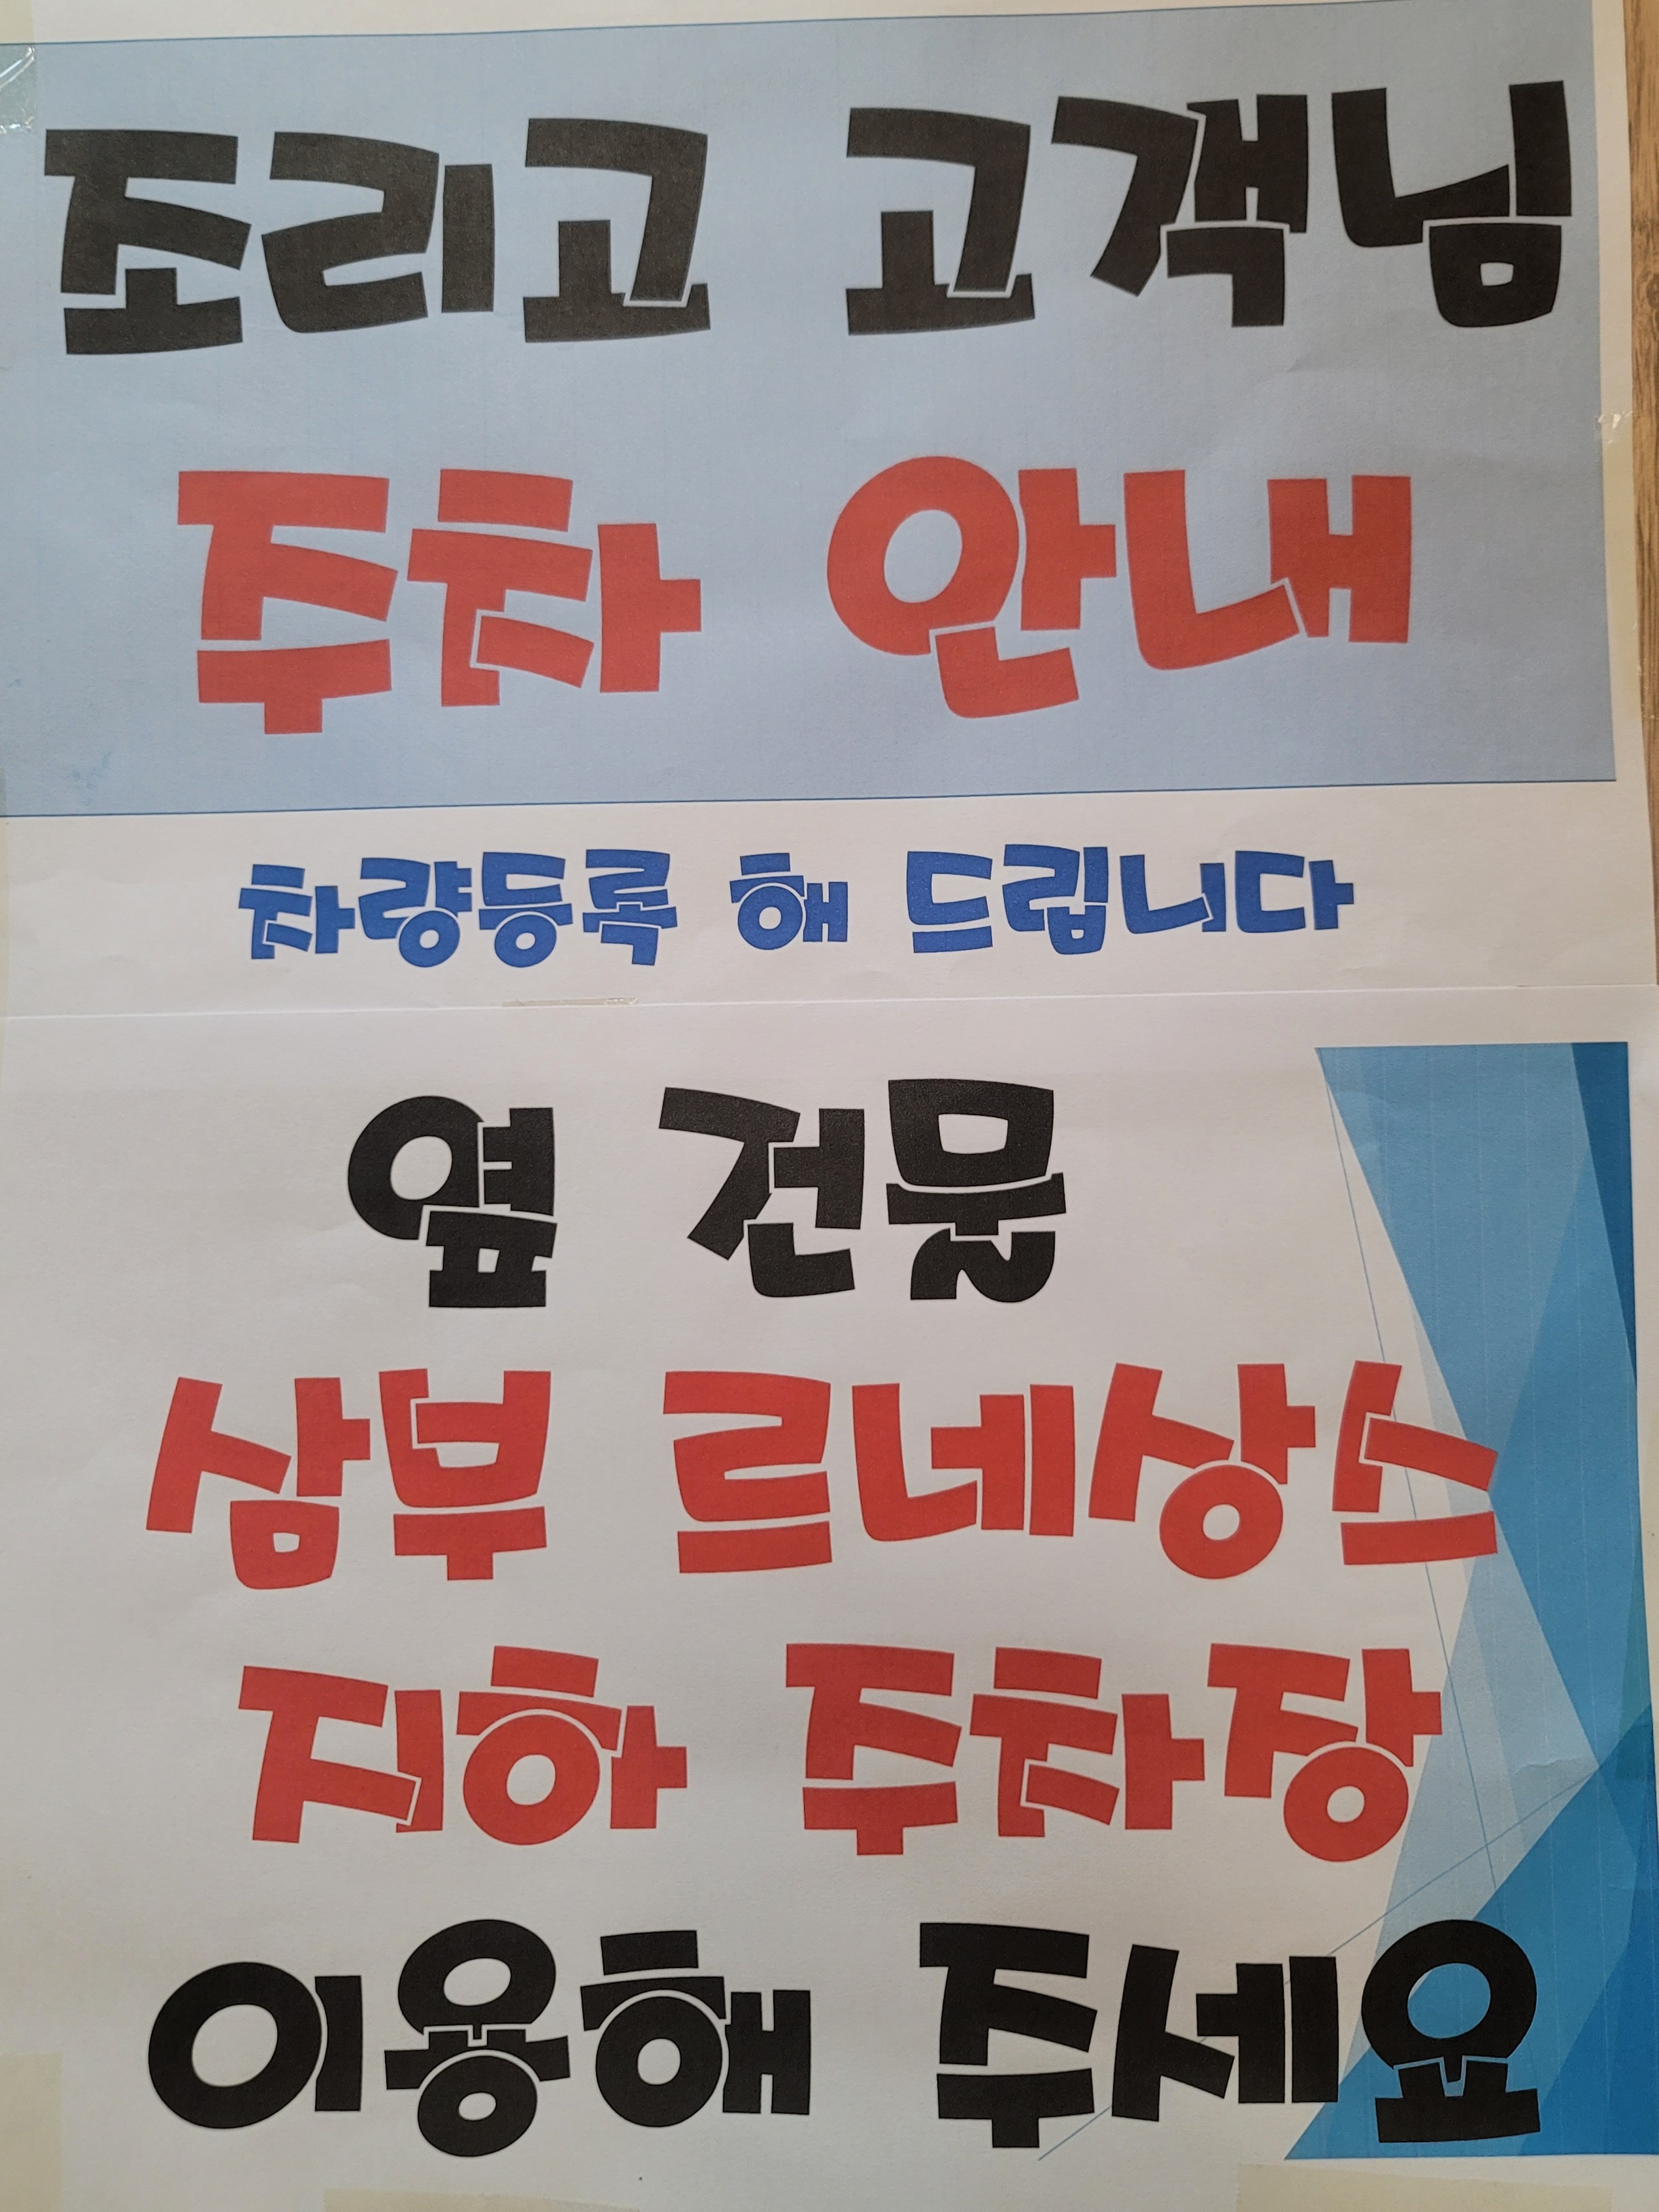 조리고 고객님
주차 안내
차량등록 해 드립니다
옆 건물
삼부 르네상스
지하 주차장
이용해 주세요